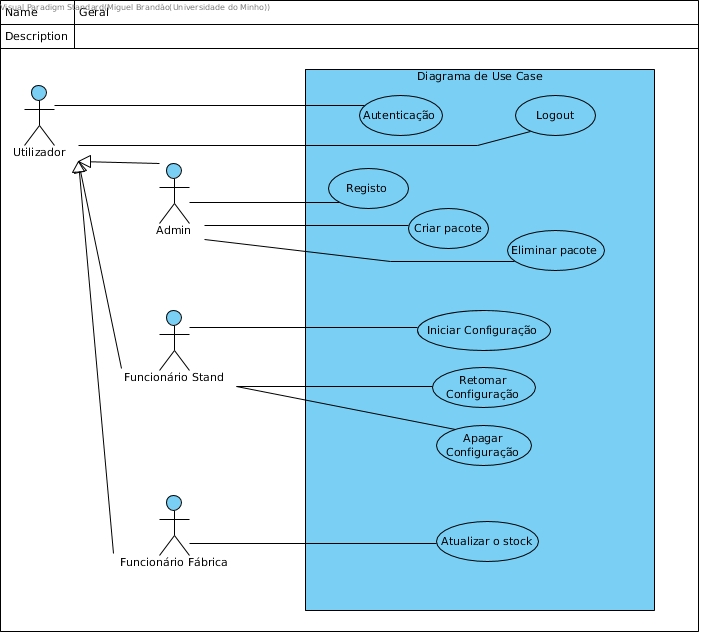 Visual Paradigm Standard(Miguel Brandão(Universidade do Minho))
Name Geral
Description
Diagrama de Use Case
Autenticação
Logout
Utilizador
Registo
Admin
Criar pacote
Eliminar pacote
Iniciar Configuração
Funcionário Stand
Retomar
Configuração
Apagar
Configuração
Atualizar o stock
Funcionário Fábrica